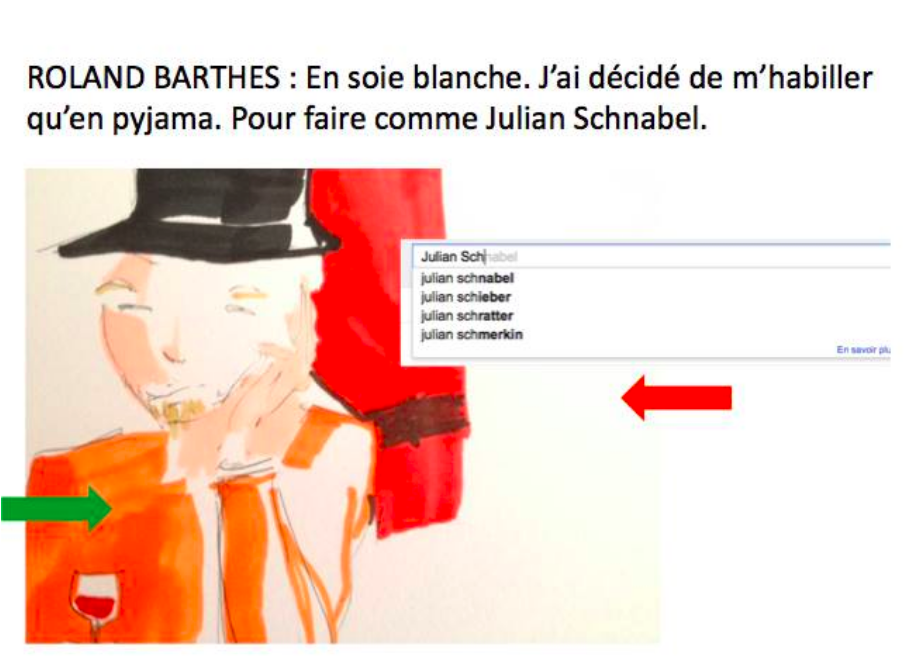 ROLAND BARTHES : En soie blanche. J’ai décidé de m’habiller
qu’en pyjama. Pour faire comme Julian Schnabel.
Julian Schnabel
julian schnabel
julian schieber
julian schratter
julian schmerkin
En savoir plu